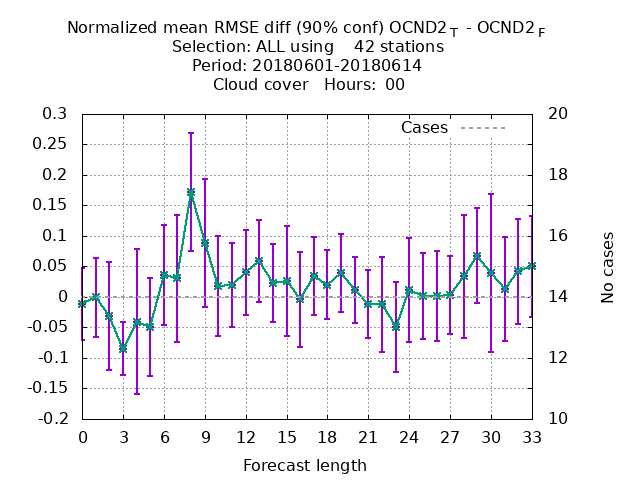 Normalized mean RMSE diff (90% conf) OCND2 T - OCND2 F
Selection: ALL using 42 stations
Period: 20180601-20180614
Cloud cover Hours: 00
Cases
0.3
0.25
0.2
0.15
0.1
0.05
0
-0.05
-0.1
-0.15
-0.2
20
18
16
14
12
10
No cases
0 3 6 9 12 15 18 21 24 27 30 33
Forecast length